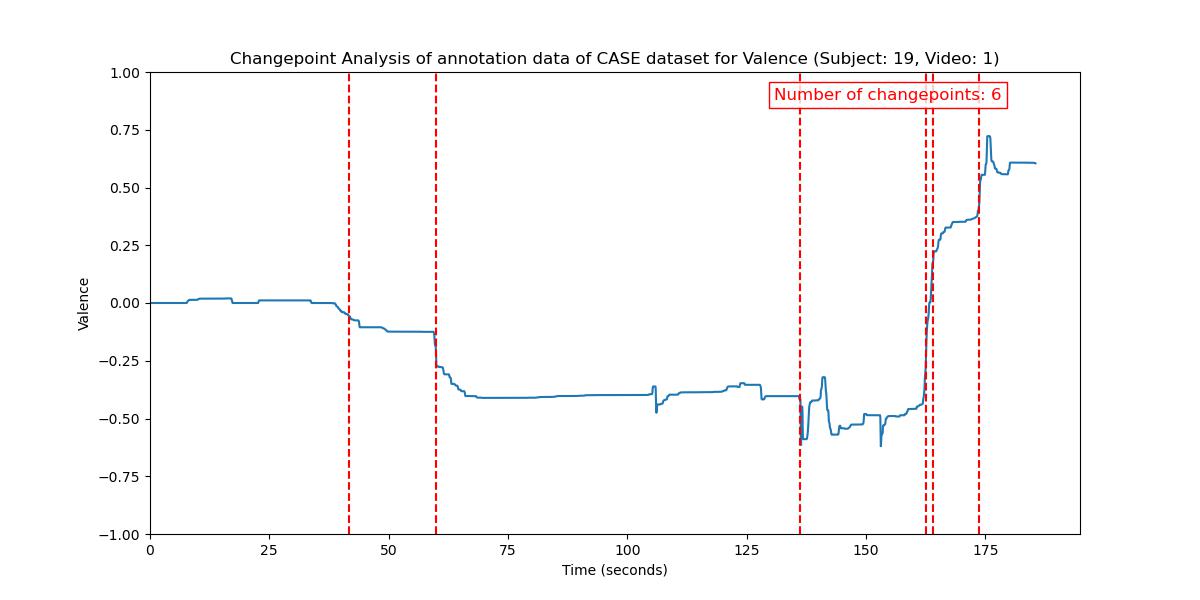 Changepoint Analysis of annotation data of CASE dataset for Valence (Subject: 19, Video: 1)
Number of changepoints: 6
1.00
0.75
0.50
0.25
0.00
−0.25
−0.50
−0.75
−1.00
Valence
0 25 50 75 100 125 150 175
Time (seconds)